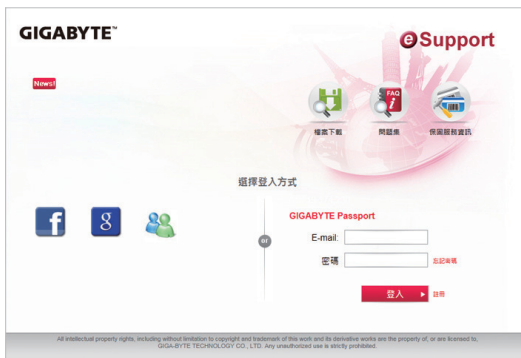 GIGABYTE™
eSupport
News!
FAQ
檔案下載
問題集
保固服務資訊
選擇登入方式
or
GIGABYTE Passport
E-mail:
密碼
忘記密碼
登入
註冊
All intellectual property rights, including without limitation to copyright and trademark of this work and its derivative works are the property of, or are licensed to,
GIGA-BYTE TECHNOLOGY CO., LTD. Any unauthorized use is strictly prohibited.